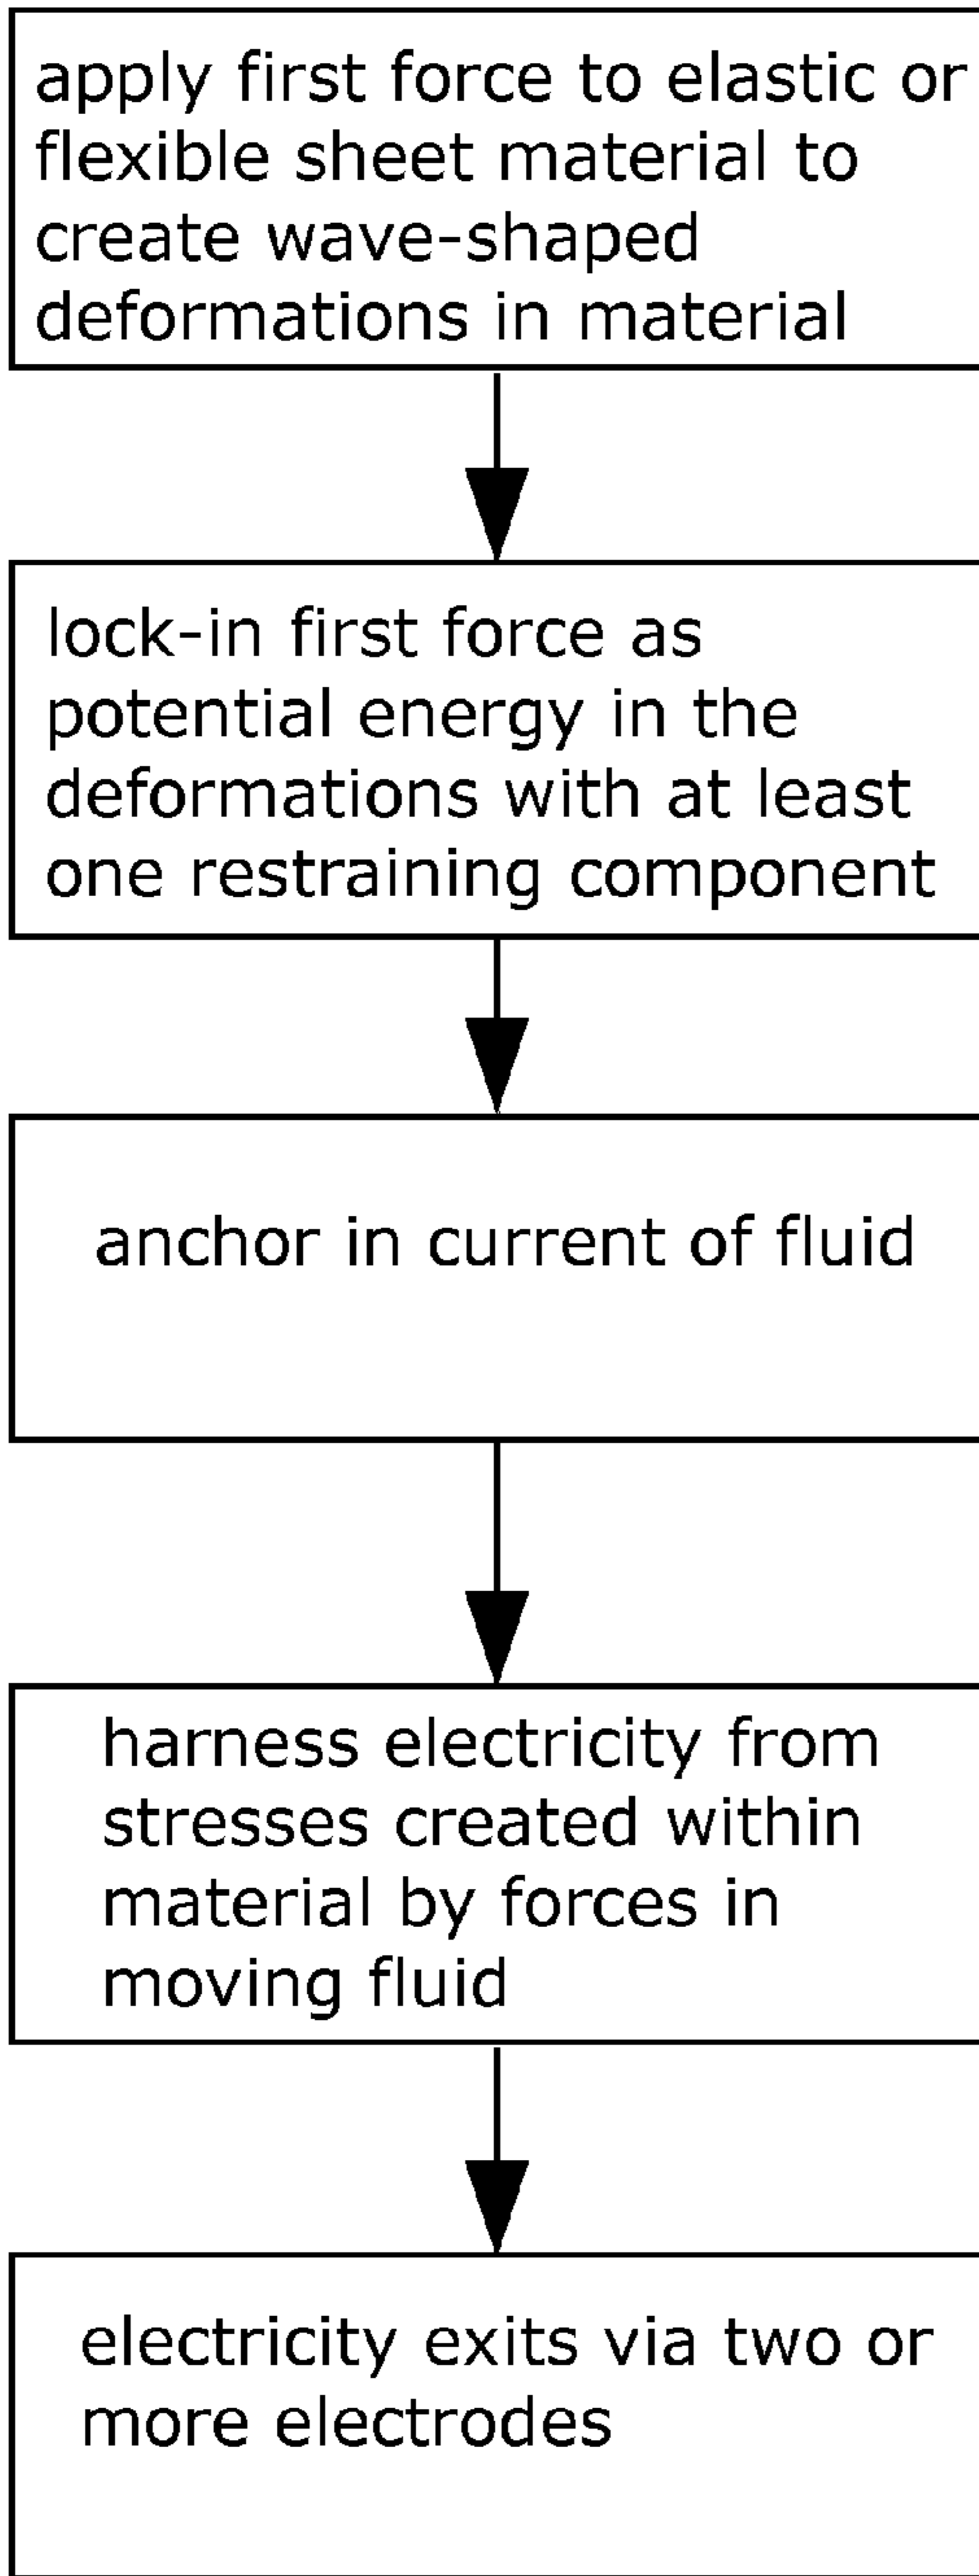 apply first force to elastic or
flexible sheet material to
create wave-shaped
deformations in material
lock-in first force as
potential energy in the
deformations with at least
one restraining component
anchor in current of fluid
harness electricity from
stresses created within
material by forces in
moving fluid
electricity exits via two or
more electrodes